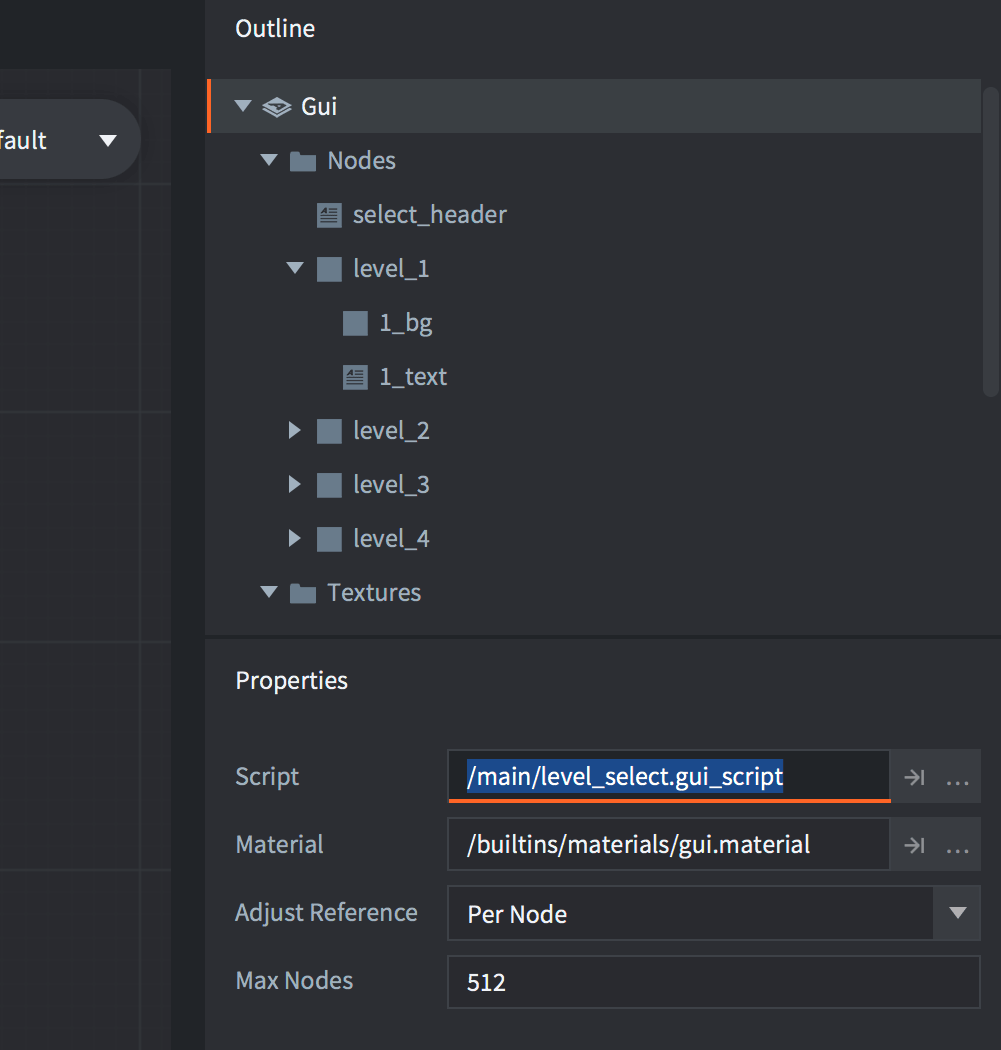 Outline
Gui
fault
Nodes
select_header
level_1
1_bg
1_text
level_2
level_3
level_4
Textures
Properties
Script /main/level_select.gui_script ...
Material /builtins/materials/gui.material ...
Adjust Reference Per Node
Max Nodes 512